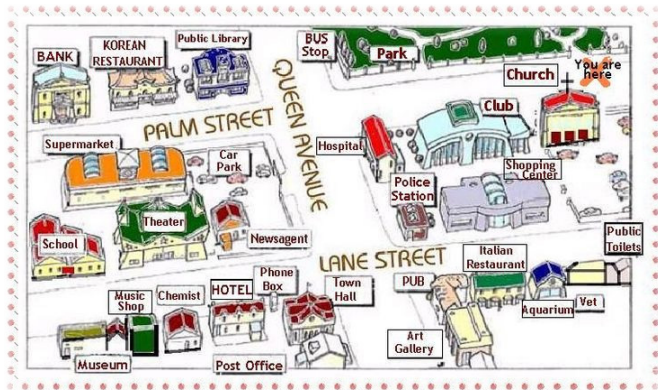 BANK
KOREAN
RESTAURANT
Public Library
BUS
Stop
Park
You are
here
Church
Club
QUEEN AVENUE
PALM STREET
Hospital
Supermarket
Car
Park
Shopping
Center
Police
Station
Theater
School
Newsagent
LANE STREET
Public
Toilets
Italian
Restaurant
Phone
Box
Town
Hall
PUB
HOTEL
Chemist
Music
Shop
Aquarium
Vet
Art
Gallery
Museum
Post Office